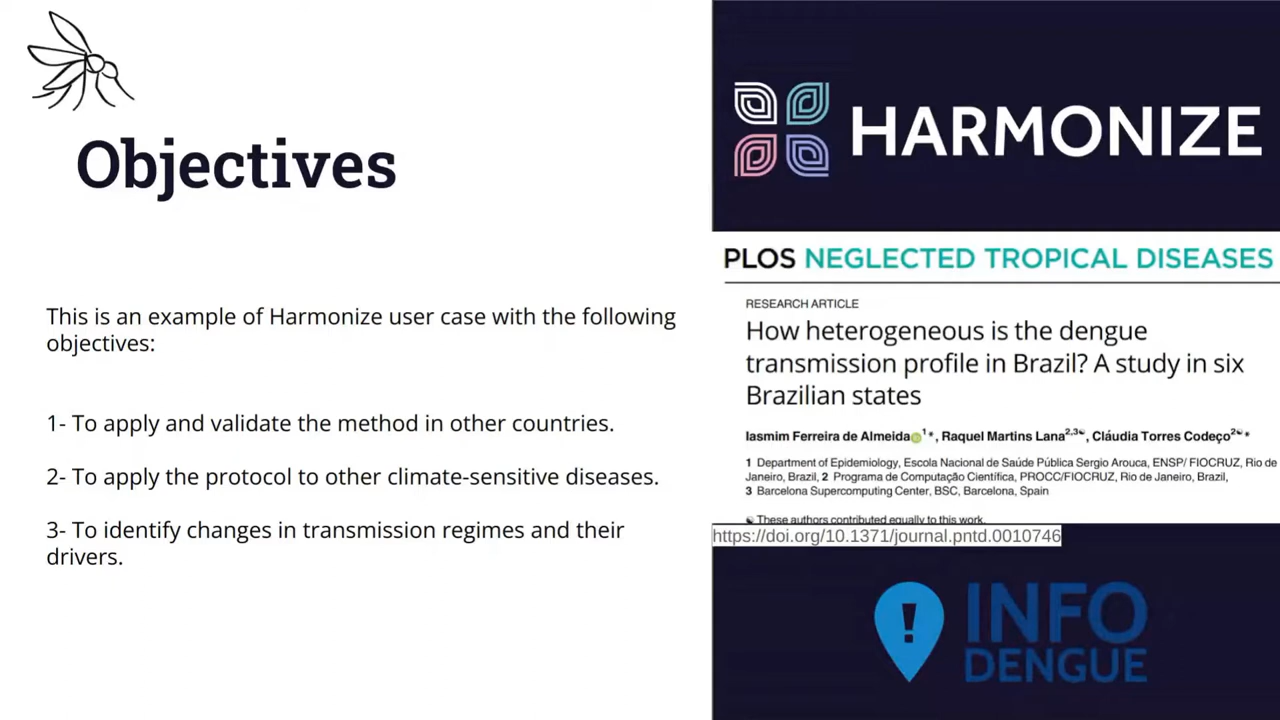 Objectives
This is an example of Harmonize user case with the following
objectives:
1- To apply and validate the method in other countries.
2- To apply the protocol to other climate-sensitive diseases.
3- To identify changes in transmission regimes and their
drivers.
HARMONIZE
PLOS NEGLECTED TROPICAL DISEASES
RESEARCH ARTICLE
How heterogeneous is the dengue
transmission profile in Brazil? A study in six
Brazilian states
Iasmim Ferreira de Almeida 1*, Raquel Martins Lana2,3☯, Cláudia Torres Codeço2☯*
1 Department of Epidemiology, Escola Nacional de Saúde Pública Sergio Arouca, ENSP/ FIOCRUZ, Rio de
Janeiro, Brazil, 2 Programa de Computação Científica, PROCC/FIOCRUZ, Rio de Janeiro, Brazil,
3 Barcelona Supercomputing Center, BSC, Barcelona, Spain
☯ These authors contributed equally to this work.
https://doi.org/10.1371/journal.pntd.0010746
INFO
DENGUE